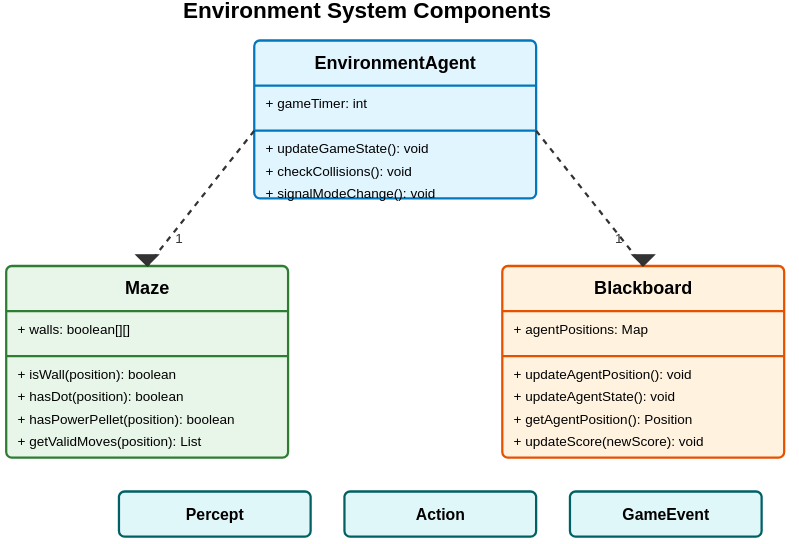 Environment System Components
EnvironmentAgent
+ gameTimer: int
+ updateGameState(): void
+ checkCollisions(): void
+ signalModeChange(): void
1
1
Maze
+ walls: boolean[][]
+ isWall(position): boolean
+ hasDot(position): boolean
+ hasPowerPellet(position): boolean
+ getValidMoves(position): List
Blackboard
+ agentPositions: Map
+ updateAgentPosition(): void
+ updateAgentState(): void
+ getAgentPosition(): Position
+ updateScore(newScore): void
Percept
Action
GameEvent